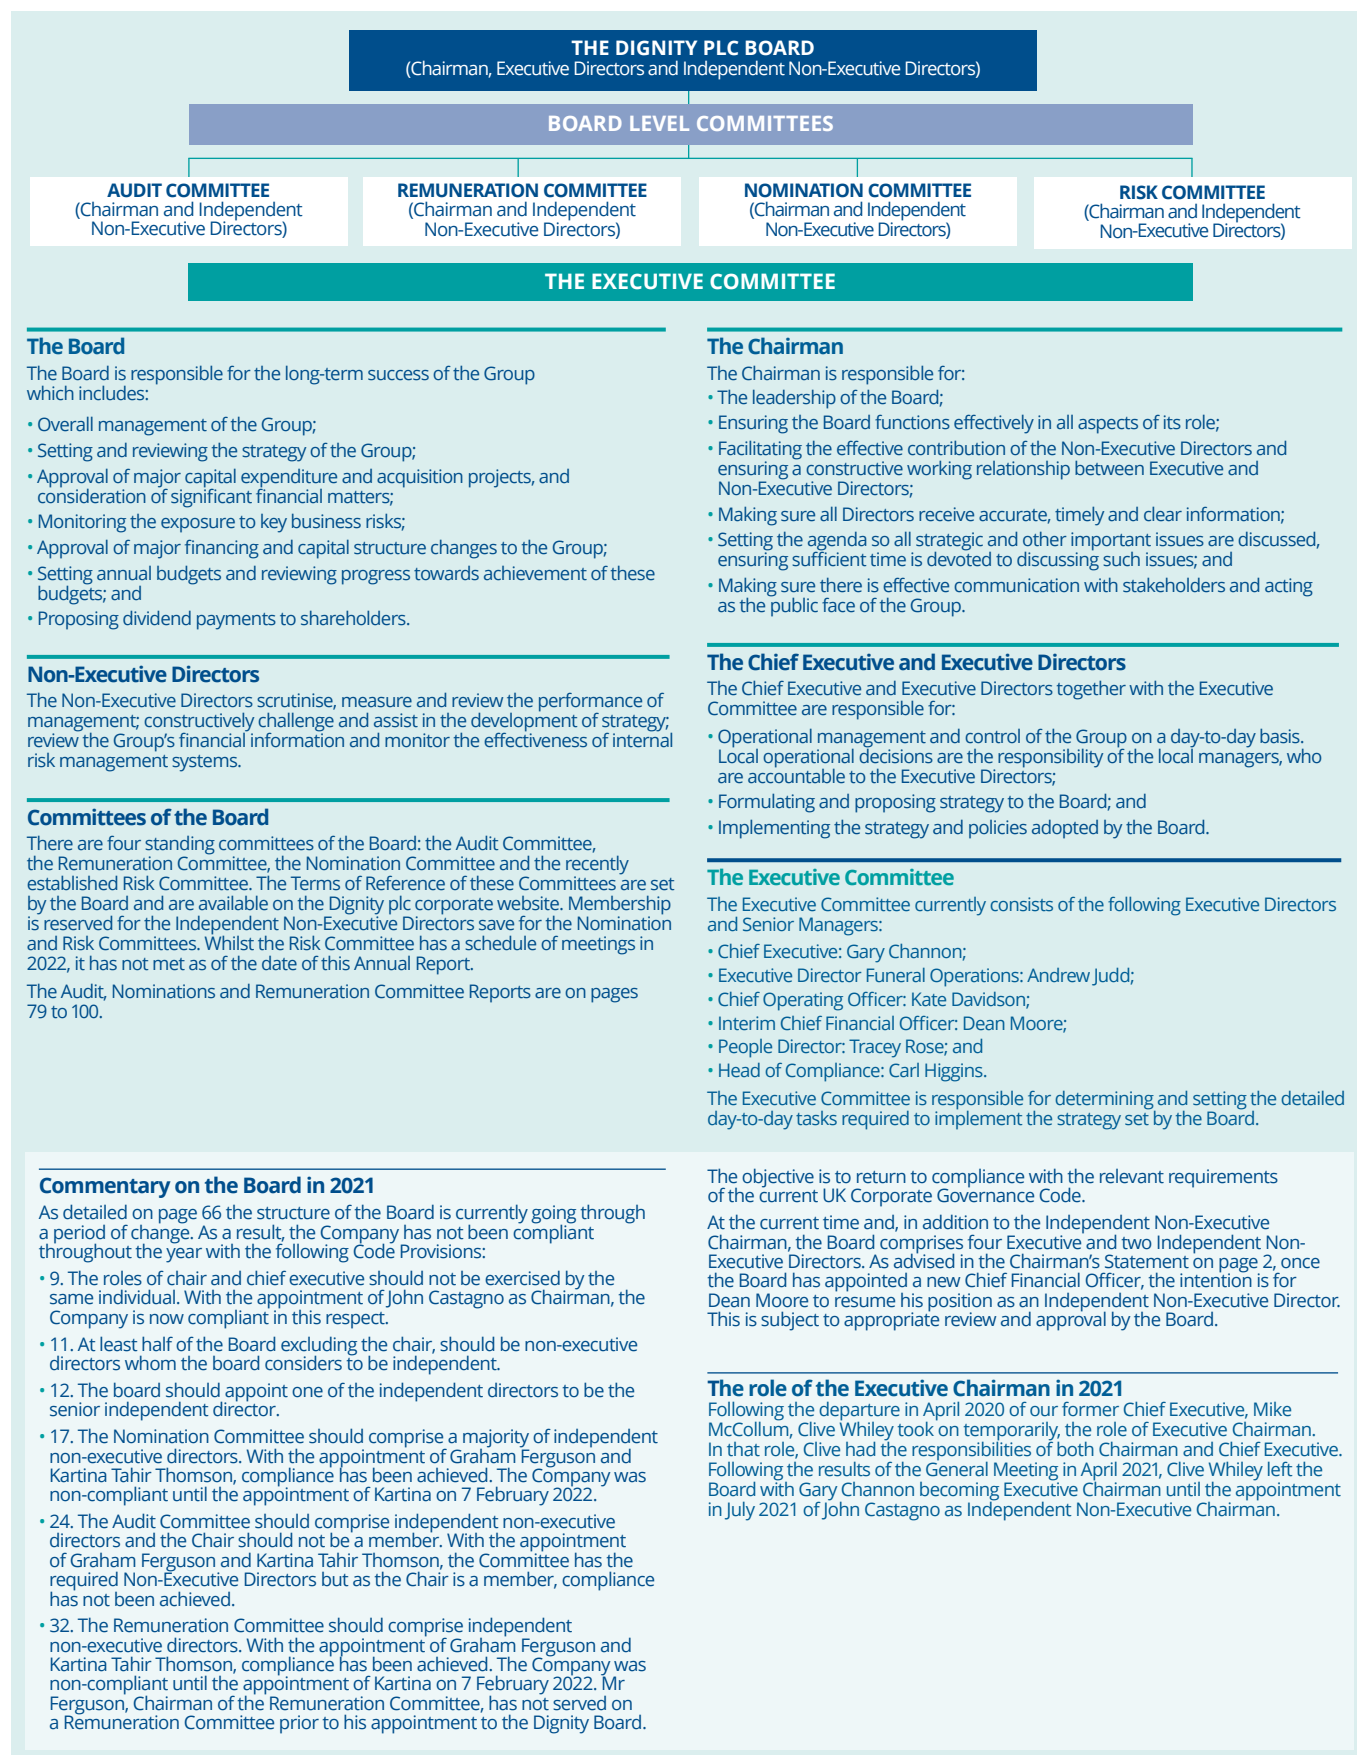 THE DIGNITY PLC BOARD
(Chairman, Executive Directors and Independent Non-Executive Directors)
BOARD LEVEL COMMITTEES
AUDIT COMMITTEE
(Chairman and Independent
Non-Executive Directors)
REMUNERATION COMMITTEE
(Chairman and Independent
Non-Executive Directors)
NOMINATION COMMITTEE
(Chairman and Independent
Non-Executive Directors)
RISK COMMITTEE
(Chairman and Independent
Non-Executive Directors)
THE EXECUTIVE COMMITTEE
The Board
The Board is responsible for the long-term success of the Group
which includes:
• Overall management of the Group;
• Setting and reviewing the strategy of the Group;
• Approval of major capital expenditure and acquisition projects, and
consideration of significant financial matters;
• Monitoring the exposure to key business risks;
• Approval of major financing and capital structure changes to the Group;
• Setting annual budgets and reviewing progress towards achievement of these
budgets; and
• Proposing dividend payments to shareholders.
Non-Executive Directors
The Non-Executive Directors scrutinise, measure and review the performance of
management; constructively challenge and assist in the development of strategy;
review the Group's financial information and monitor the effectiveness of internal
risk management systems.
Committees of the Board
There are four standing committees of the Board: the Audit Committee,
the Remuneration Committee, the Nomination Committee and the recently
established Risk Committee. The Terms of Reference of these Committees are set
by the Board and are available on the Dignity plc corporate website. Membership
is reserved for the Independent Non-Executive Directors save for the Nomination
and Risk Committees. Whilst the Risk Committee has a schedule of meetings in
2022, it has not met as of the date of this Annual Report.
The Audit, Nominations and Remuneration Committee Reports are on pages
79 to 100.
The Chairman
The Chairman is responsible for:
• The leadership of the Board;
• Ensuring the Board functions effectively in all aspects of its role;
• Facilitating the effective contribution of the Non-Executive Directors and
ensuring a constructive working relationship between Executive and
Non-Executive Directors;
• Making sure all Directors receive accurate, timely and clear information;
• Setting the agenda so all strategic and other important issues are discussed,
ensuring sufficient time is devoted to discussing such issues; and
• Making sure there is effective communication with stakeholders and acting
as the public face of the Group.
The Chief Executive and Executive Directors
The Chief Executive and Executive Directors together with the Executive
Committee are responsible for:
• Operational management and control of the Group on a day-to-day basis.
Local operational decisions are the responsibility of the local managers, who
are accountable to the Executive Directors;
• Formulating and proposing strategy to the Board; and
• Implementing the strategy and policies adopted by the Board.
The Executive Committee
The Executive Committee currently consists of the following Executive Directors
and Senior Managers:
• Chief Executive: Gary Channon;
• Executive Director Funeral Operations: Andrew Judd;
• Chief Operating Officer: Kate Davidson;
• Interim Chief Financial Officer: Dean Moore;
• People Director: Tracey Rose; and
• Head of Compliance: Carl Higgins.
The Executive Committee is responsible for determining and setting the detailed
day-to-day tasks required to implement the strategy set by the Board.
Commentary on the Board in 2021
As detailed on page 66 the structure of the Board is currently going through
a period of change. As a result, the Company has not been compliant
throughout the year with the following Code Provisions:
• 9. The roles of chair and chief executive should not be exercised by the
same individual. With the appointment of John Castagno as Chairman, the
Company is now compliant in this respect.
• 11. At least half of the Board excluding the chair, should be non-executive
directors whom the board considers to be independent.
• 12. The board should appoint one of the independent directors to be the
senior independent director.
• 17. The Nomination Committee should comprise a majority of independent
non-executive directors. With the appointment of Graham Ferguson and
Kartina Tahir Thomson, compliance has been achieved. The Company was
non-compliant until the appointment of Kartina on 7 February 2022.
• 24. The Audit Committee should comprise independent non-executive
directors and the Chair should not be a member. With the appointment
of Graham Ferguson and Kartina Tahir Thomson, the Committee has the
required Non-Executive Directors but as the Chair is a member, compliance
has not been achieved.
• 32. The Remuneration Committee should comprise independent
non-executive directors. With the appointment of Graham Ferguson and
Kartina Tahir Thomson, compliance has been achieved. The Company was
non-compliant until the appointment of Kartina on 7 February 2022. Mr
Ferguson, Chairman of the Remuneration Committee, has not served on
a Remuneration Committee prior to his appointment to the Dignity Board.
The objective is to return to compliance with the relevant requirements
of the current UK Corporate Governance Code.
At the current time and, in addition to the Independent Non-Executive
Chairman, the Board comprises four Executive and two Independent Non-
Executive Directors. As advised in the Chairman's Statement on page 2, once
the Board has appointed a new Chief Financial Officer, the intention is for
Dean Moore to resume his position as an Independent Non-Executive Director.
This is subject to appropriate review and approval by the Board.
The role of the Executive Chairman in 2021
Following the departure in April 2020 of our former Chief Executive, Mike
McCollum, Clive Whiley took on temporarily, the role of Executive Chairman.
In that role, Clive had the responsibilities of both Chairman and Chief Executive.
Following the results of the General Meeting in April 2021, Clive Whiley left the
Board with Gary Channon becoming Executive Chairman until the appointment
in July 2021 of John Castagno as Independent Non-Executive Chairman.